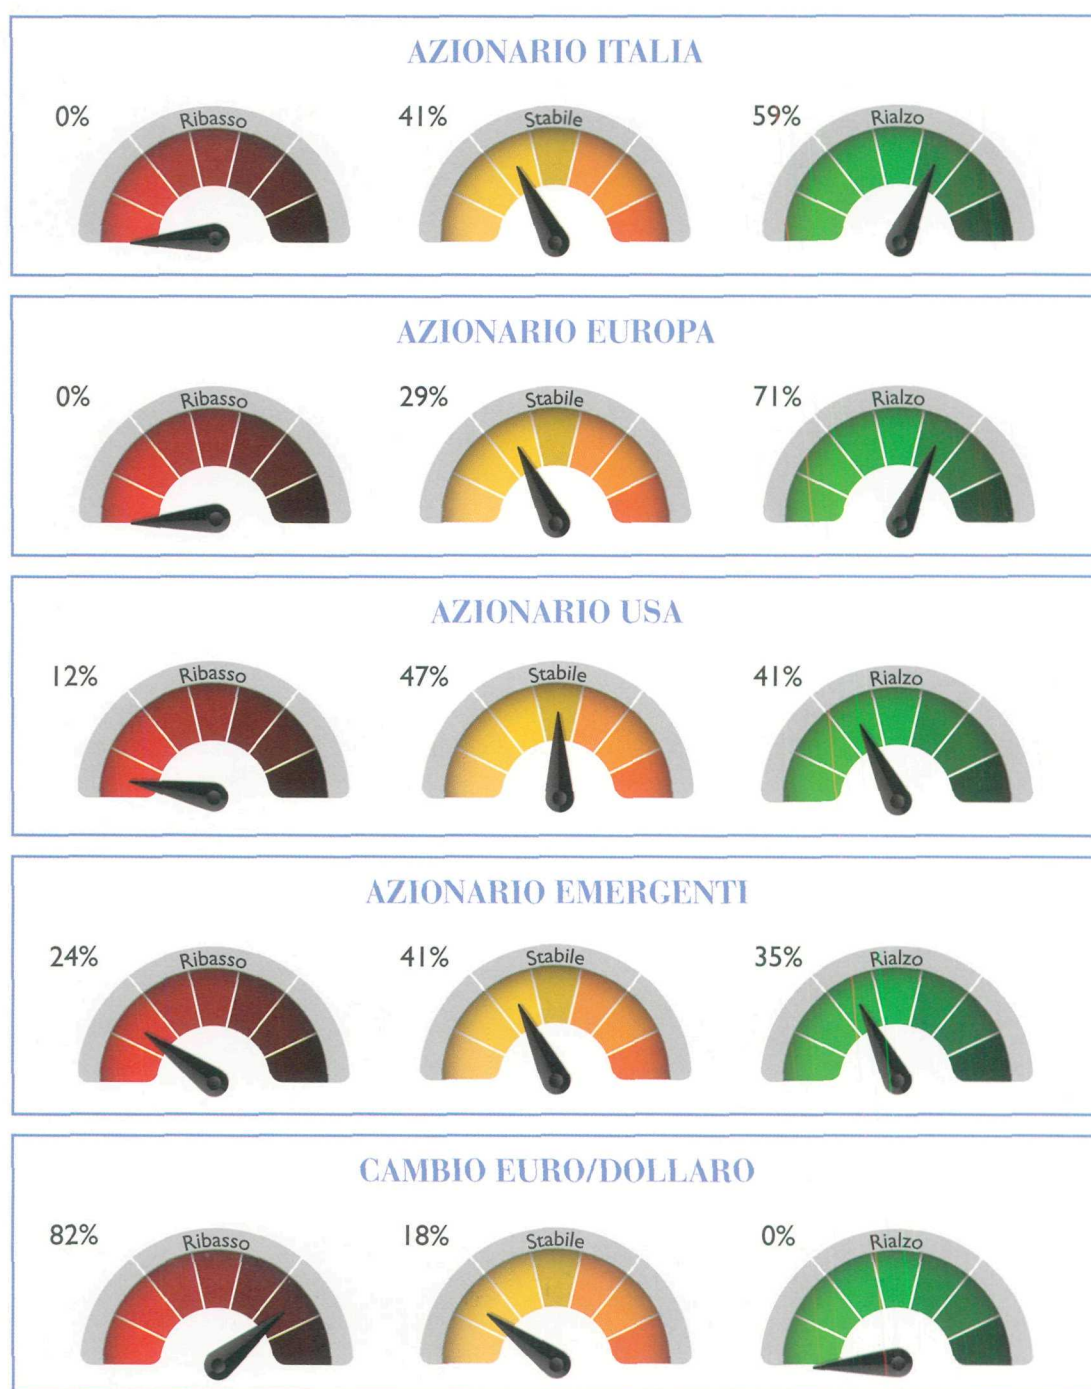 AZIONARIO ITALIA
0% Ribasso 41% Stabile 59% Rialzo
AZIONARIO EUROPA
0% Ribasso 29% Stabile 71% Rialzo
AZIONARIO USA
12% Ribasso 47% Stabile 41% Rialzo
AZIONARIO EMERGENTI
24% Ribasso 41% Stabile 35% Rialzo
CAMBIO EURO/DOLLARO
82% Ribasso 18% Stabile 0% Rialzo